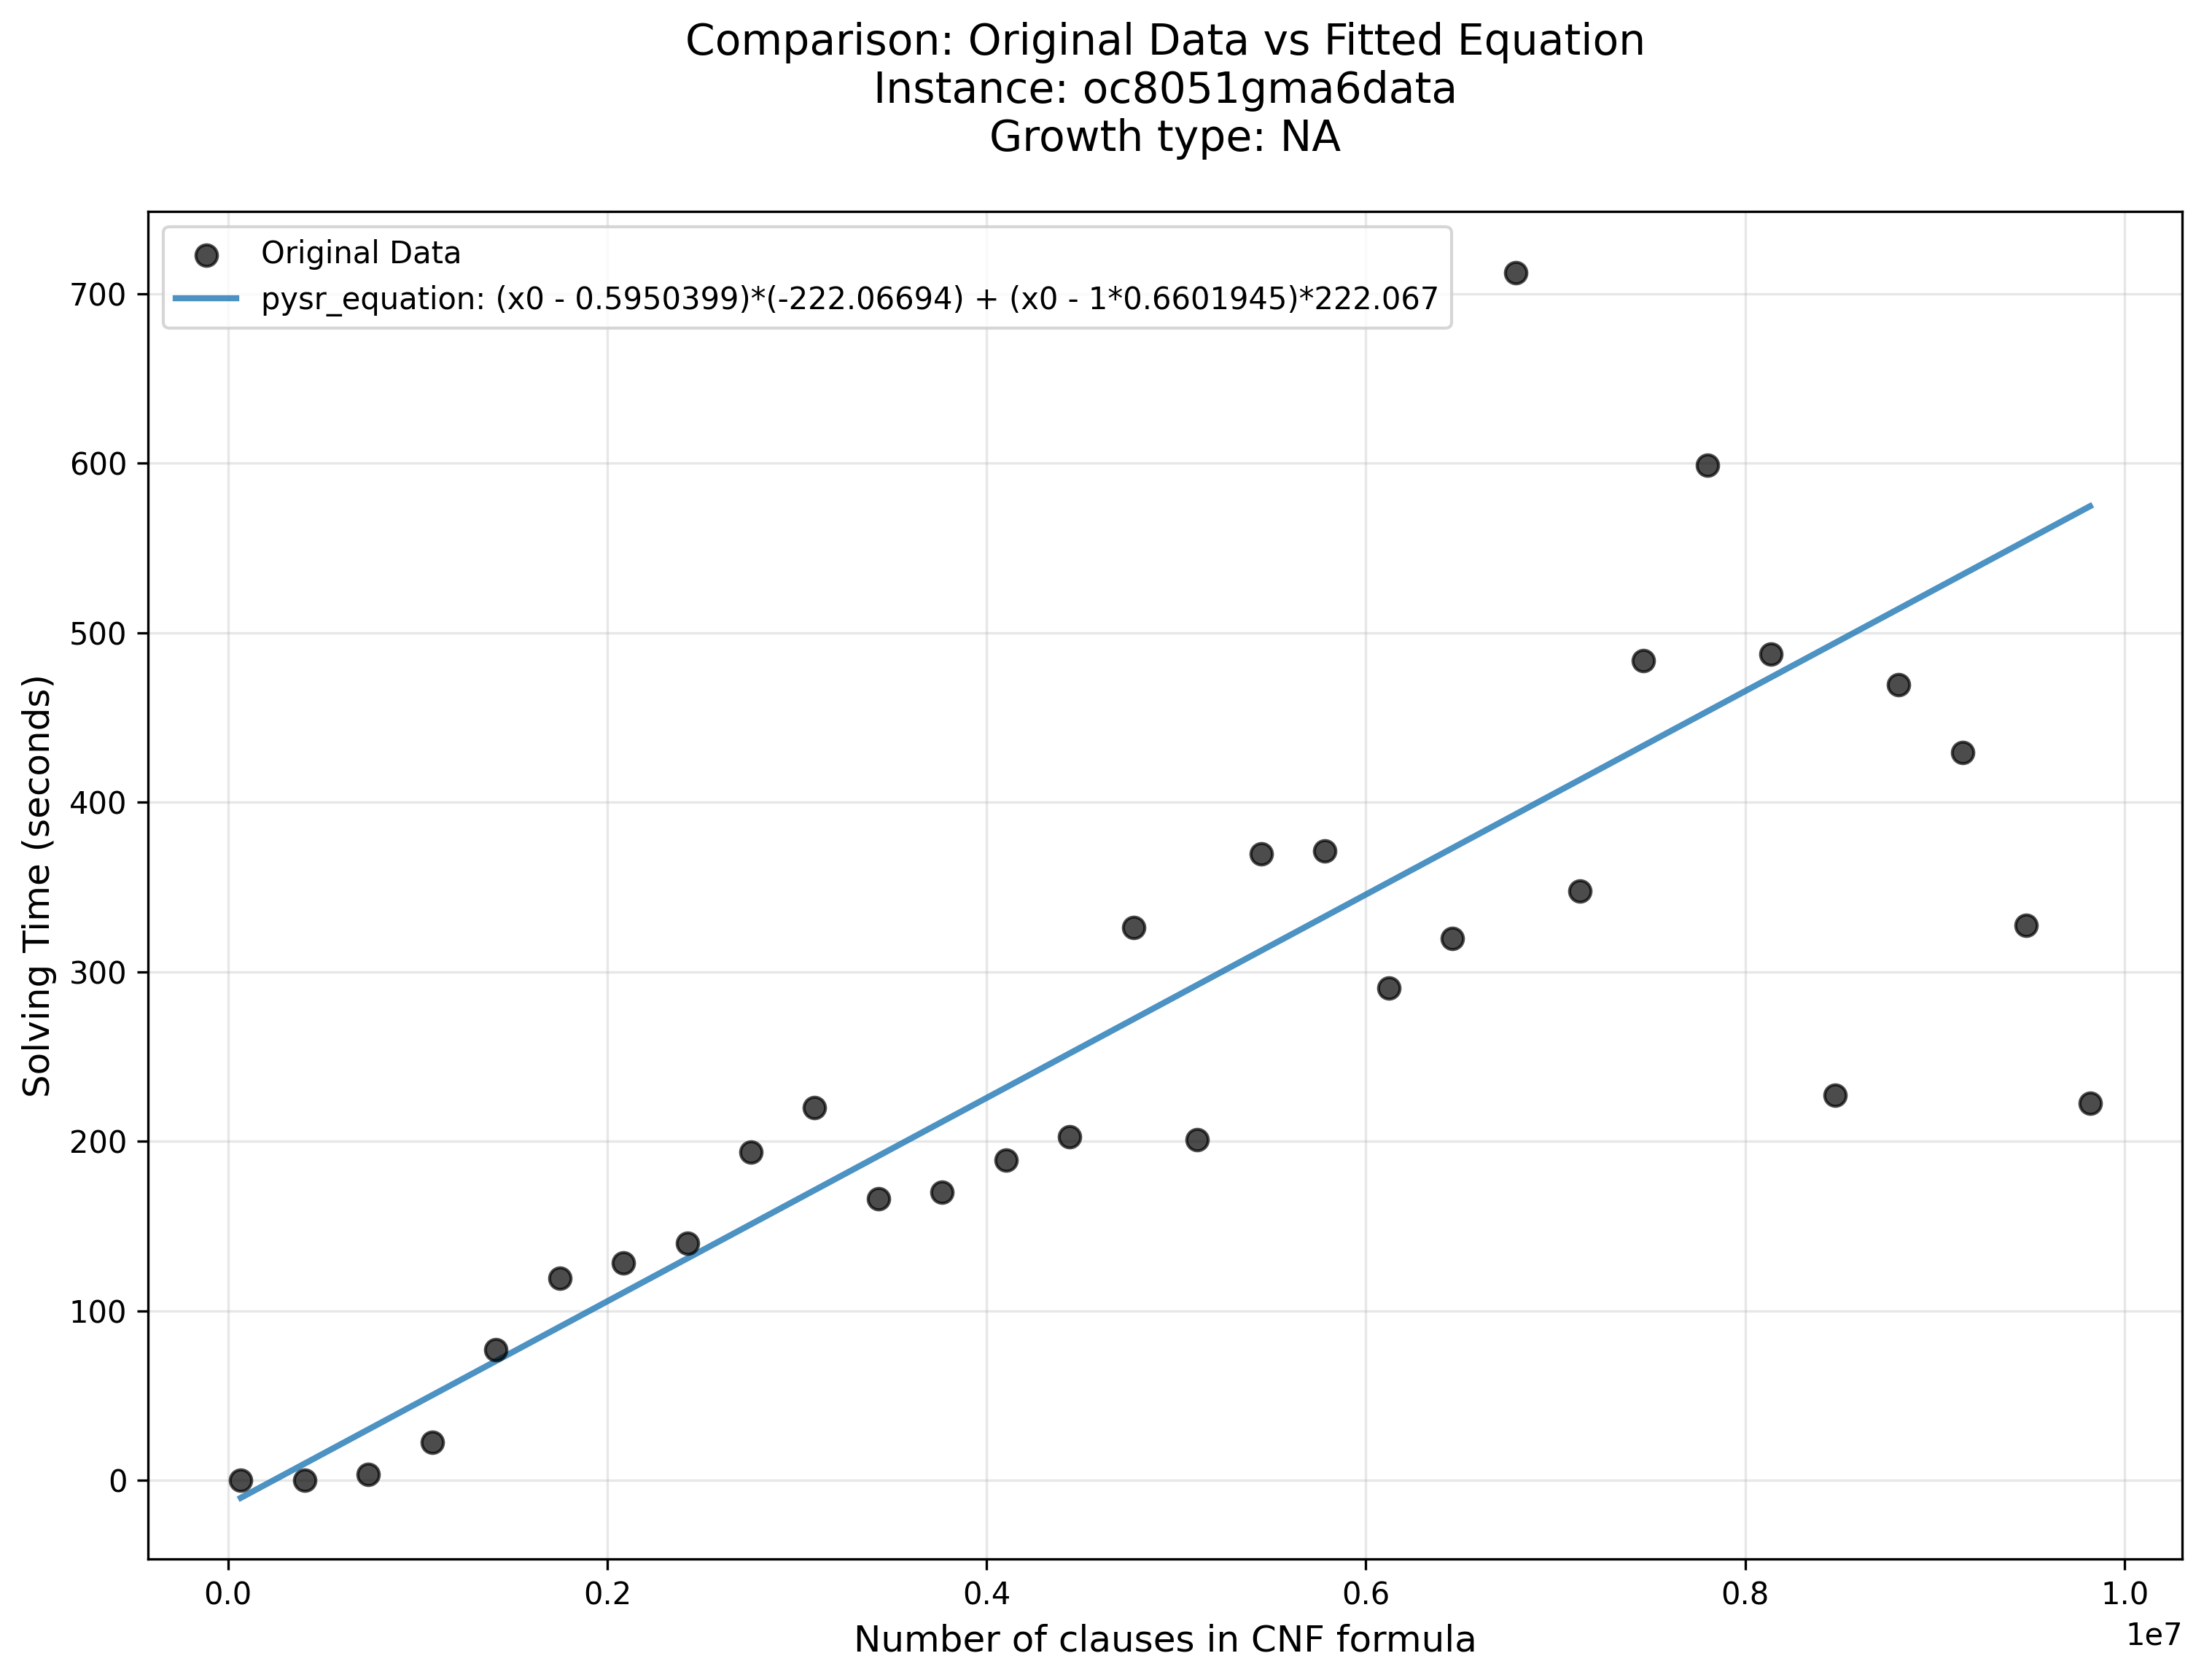 Comparison: Original Data vs Fitted Equation
Instance: oc8051gma6data
Growth type: NA
Original Data
pysr_equation: (x0 - 0.5950399)*(-222.06694) + (x0 - 1*0.6601945)*222.067
700
600
500
400
300
200
100
0
Solving Time (seconds)
0.0 0.2 0.4 0.6 0.8 1.0
1e7
Number of clauses in CNF formula